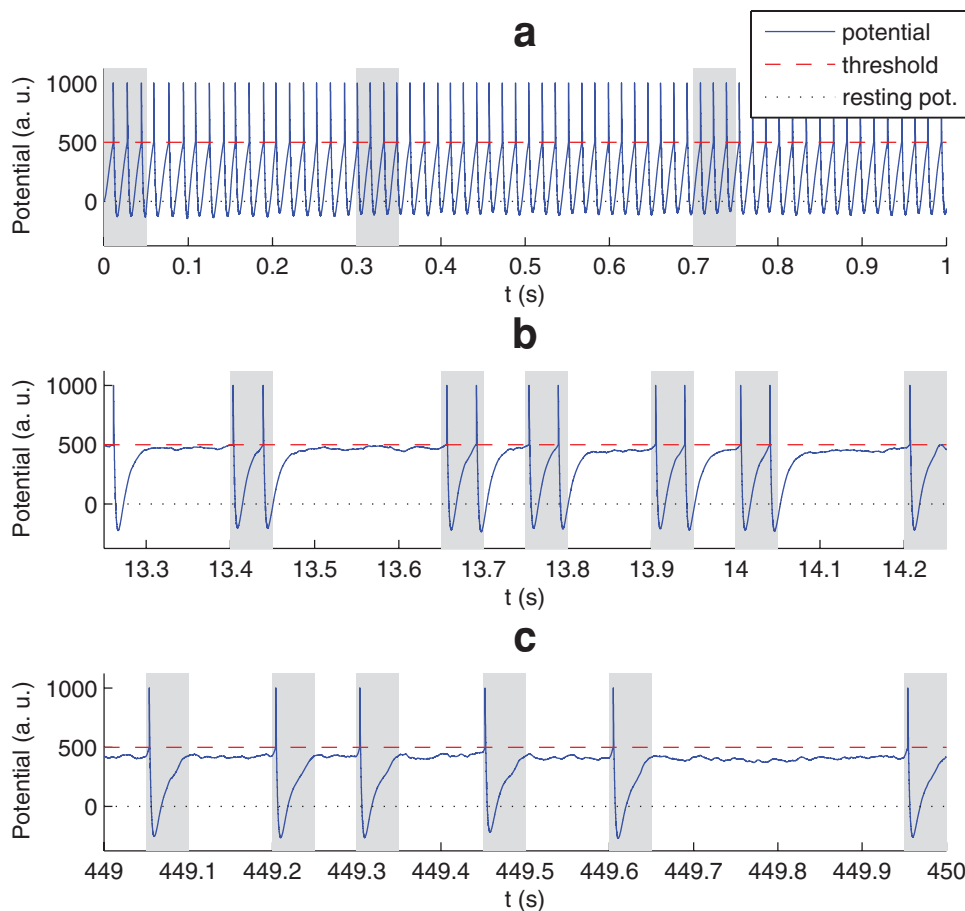 a
potential
threshold
resting pot.
Potential (a. u.)
1000
500
0
0 0.1 0.2 0.3 0.4 0.5 0.6 0.7 0.8 0.9 1
t (s)
b
Potential (a. u.)
1000
500
0
13.3 13.4 13.5 13.6 13.7 13.8 13.9 14 14.1 14.2
t (s)
c
Potential (a. u.)
1000
500
0
449 449.1 449.2 449.3 449.4 449.5 449.6 449.7 449.8 449.9 450
t (s)